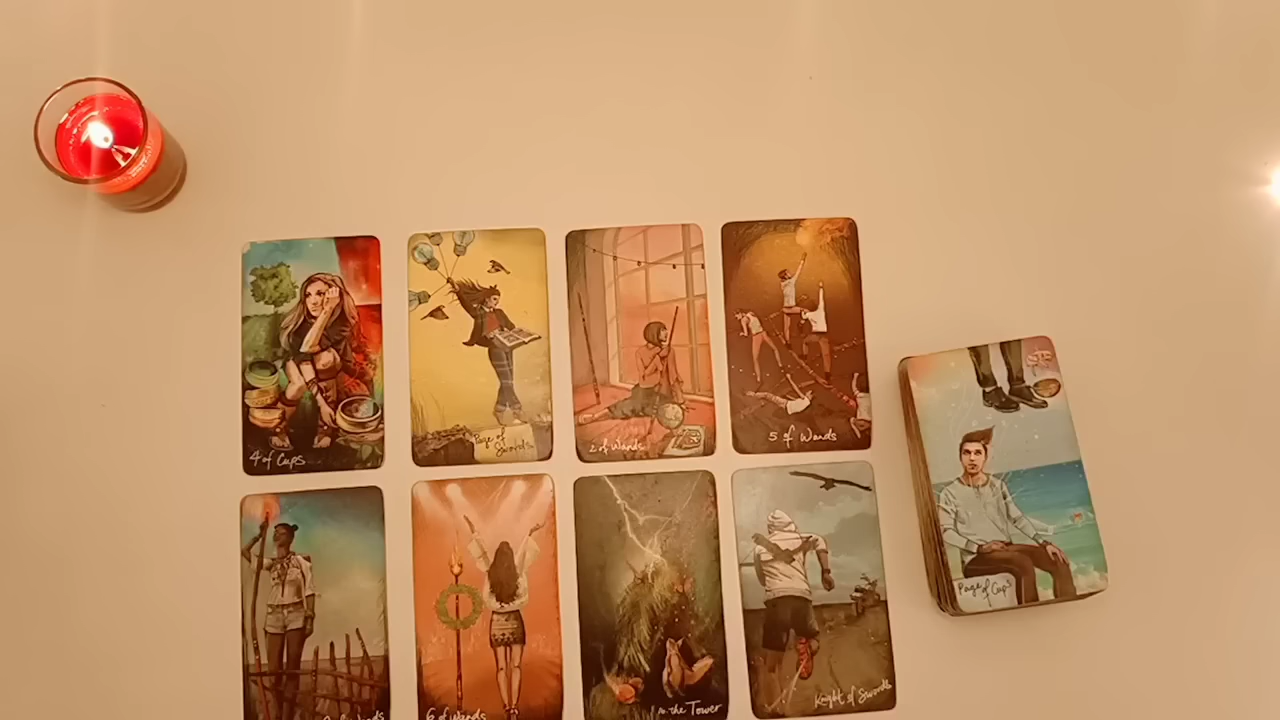 4 of Cups
Page of
Swords
2 of Wands
5 of Wands
Page of Cups
6 of Wands
the Tower
Knight of Swords